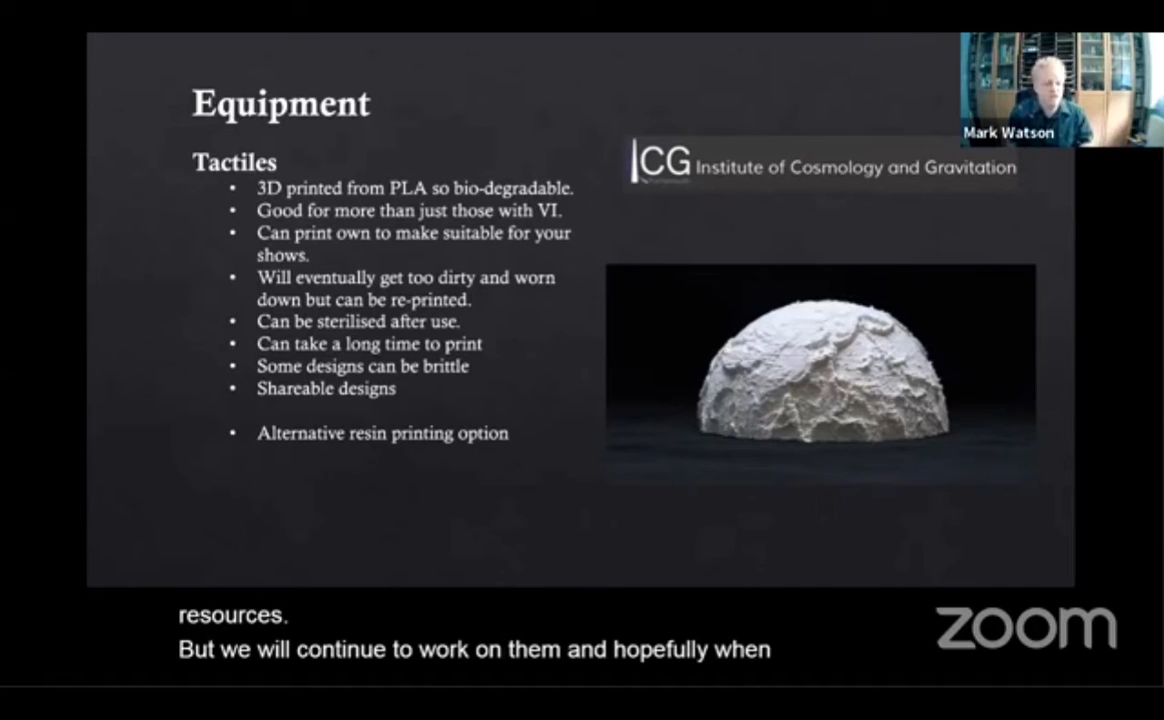 Equipment
Mark Watson
Tactiles
ICG Institute of Cosmology and Gravitation
• 3D printed from PLA so bio-degradable.
• Good for more than just those with VI.
• Can print own to make suitable for your
shows.
• Will eventually get too dirty and worn
down but can be re-printed.
• Can be sterilised after use.
• Can take a long time to print
• Some designs can be brittle
• Shareable designs
• Alternative resin printing option
resources.
But we will continue to work on them and hopefully when
zoom